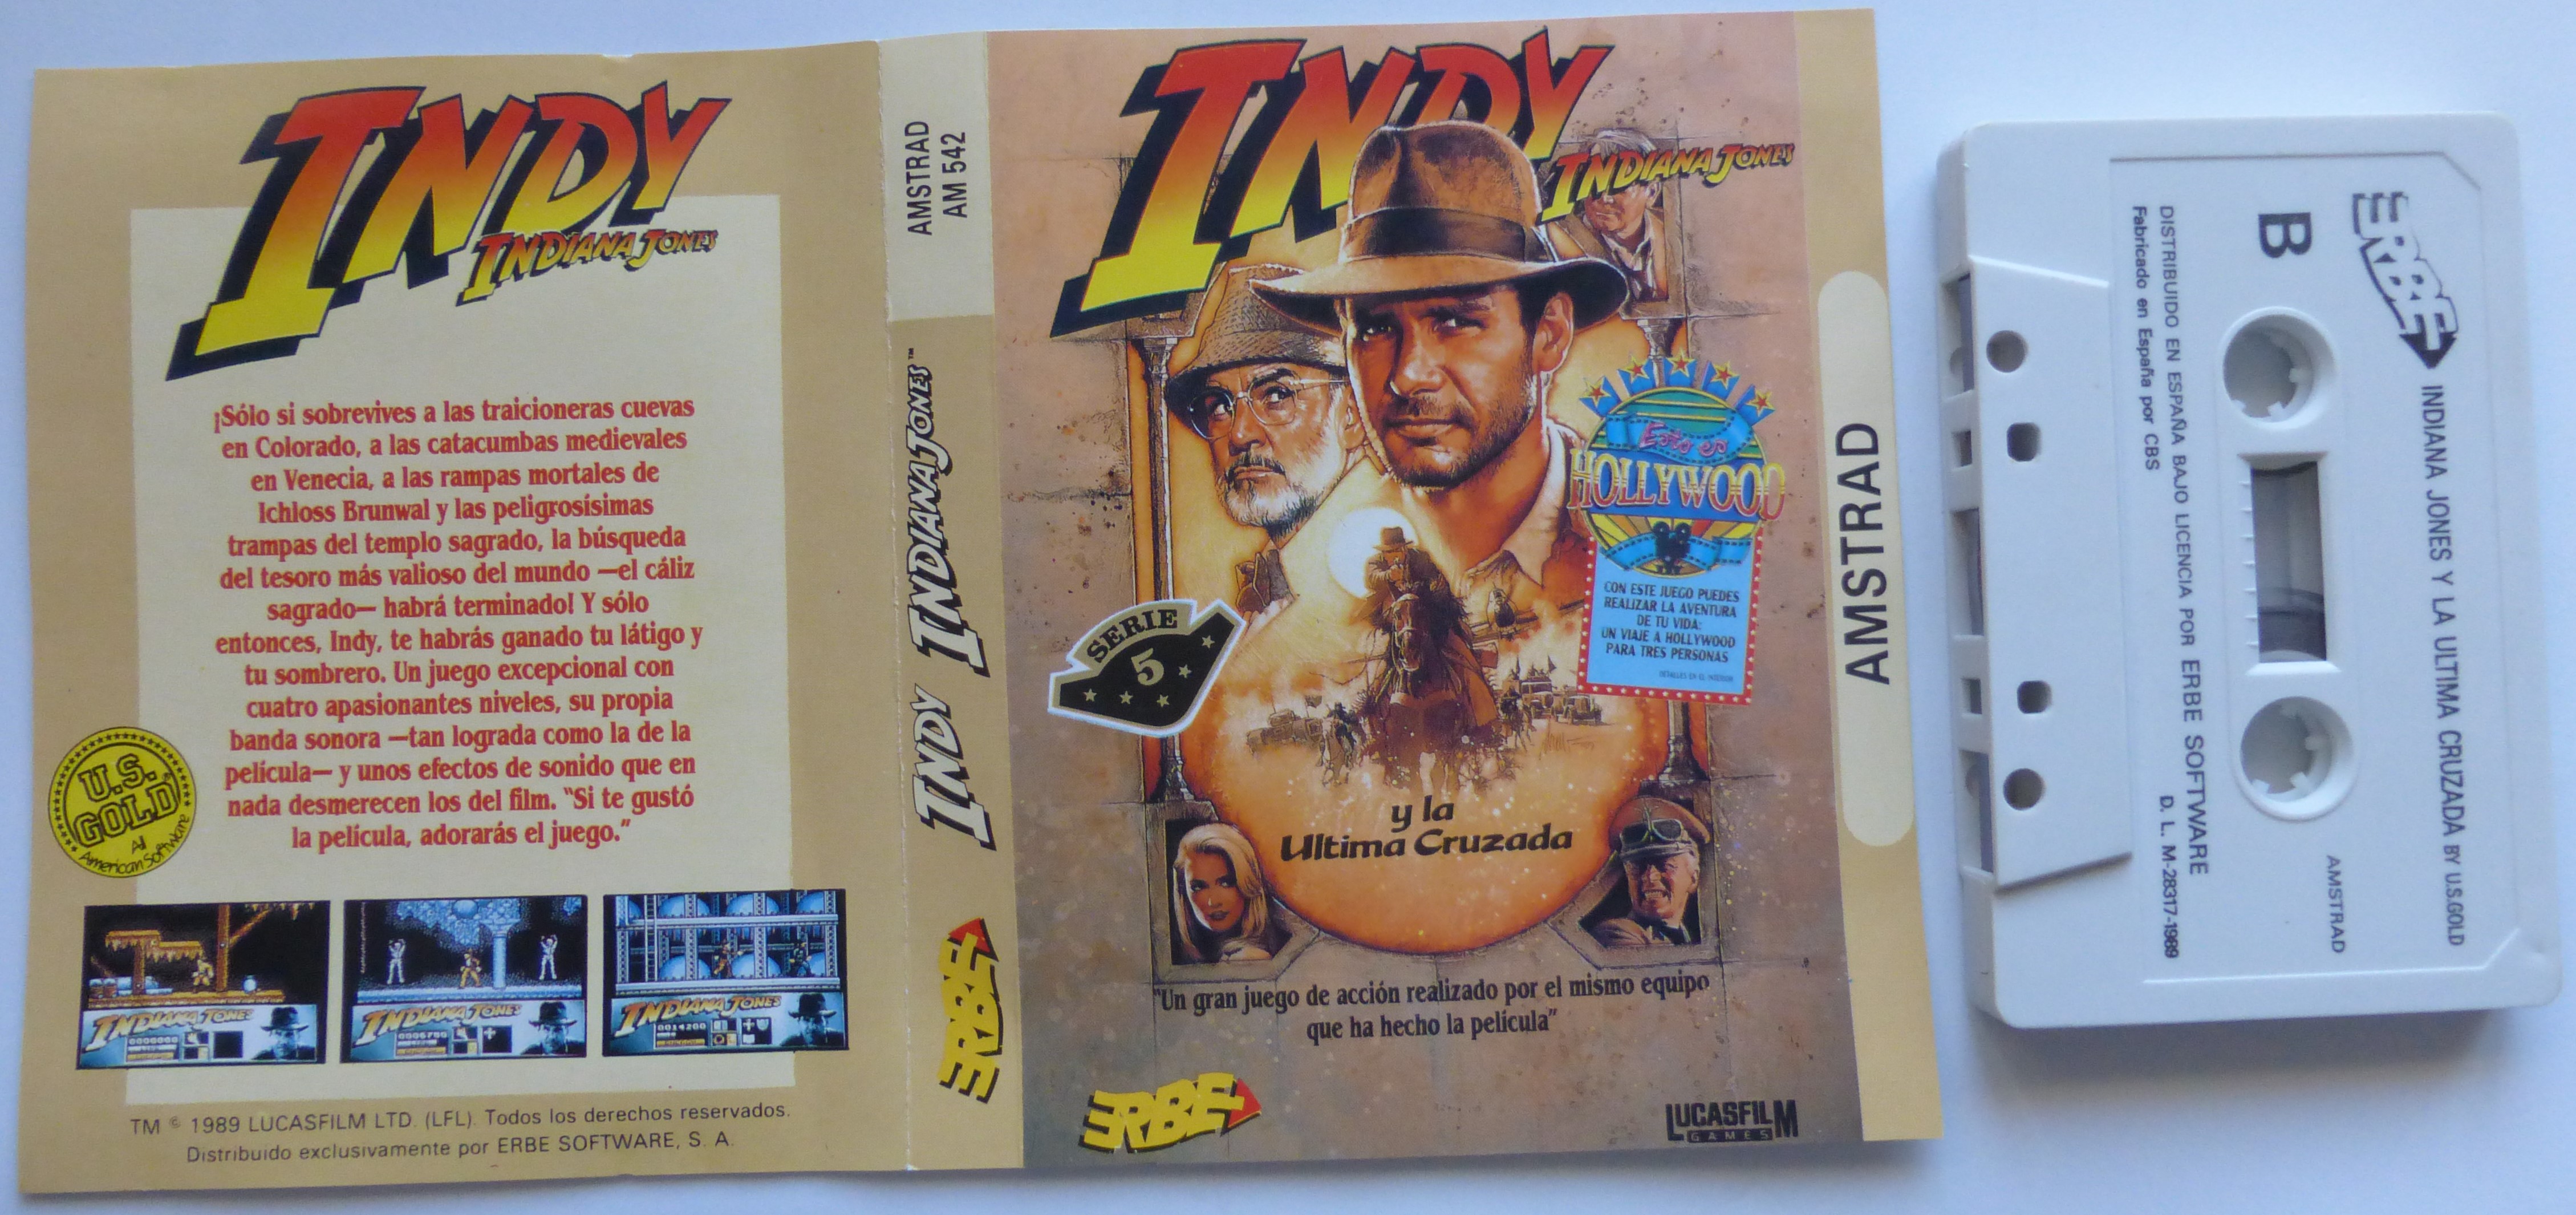 INDY
INDIANA JONES
¡Sólo si sobrevives a las traicioneras cuevas
en Colorado, a las catacumbas medievales
en Venecia, a las rampas mortales de
Ichloss Brunwal y las peligrosísimas
trampas del templo sagrado, la búsqueda
del tesoro más valioso del mundo —el cáliz
sagrado— habrá terminado! Y sólo
entonces, Indy, te habrás ganado tu látigo y
tu sombrero. Un juego excepcional con
cuatro apasionantes niveles, su propia
banda sonora —tan lograda como la de la
película— y unos efectos de sonido que en
nada desmerecen los del film. “Si te gustó
la película, adorarás el juego.”
U.S.
GOLD
All
American Software
INDIANA JONES
INDIANA JONES
INDIANA JONES
0014200
TM © 1989 LUCASFILM LTD. (LFL). Todos los derechos reservados.
Distribuido exclusivamente por ERBE SOFTWARE, S. A.
AMSTRAD
AM 542
INDY INDIANA JONES™
ERBE
INDY
INDIANA JONES
Esto es
HOLLYWOOD
CON ESTE JUEGO PUEDES
REALIZAR LA AVENTURA
DE TU VIDA:
UN VIAJE A HOLLYWOOD
PARA TRES PERSONAS
DETALLES EN EL INTERIOR
SERIE
5
y la
Ultima Cruzada
"Un gran juego de acción realizado por el mismo equipo
que ha hecho la película"
ERBE
LUCASFILM
GAMES
AMSTRAD
ERBE
INDIANA JONES Y LA ULTIMA CRUZADA BY U.S.GOLD
B
AMSTRAD
DISTRIBUIDO EN ESPAÑA BAJO LICENCIA POR ERBE SOFTWARE
Fabricado en España por CBS
D. L. M-28317-1989